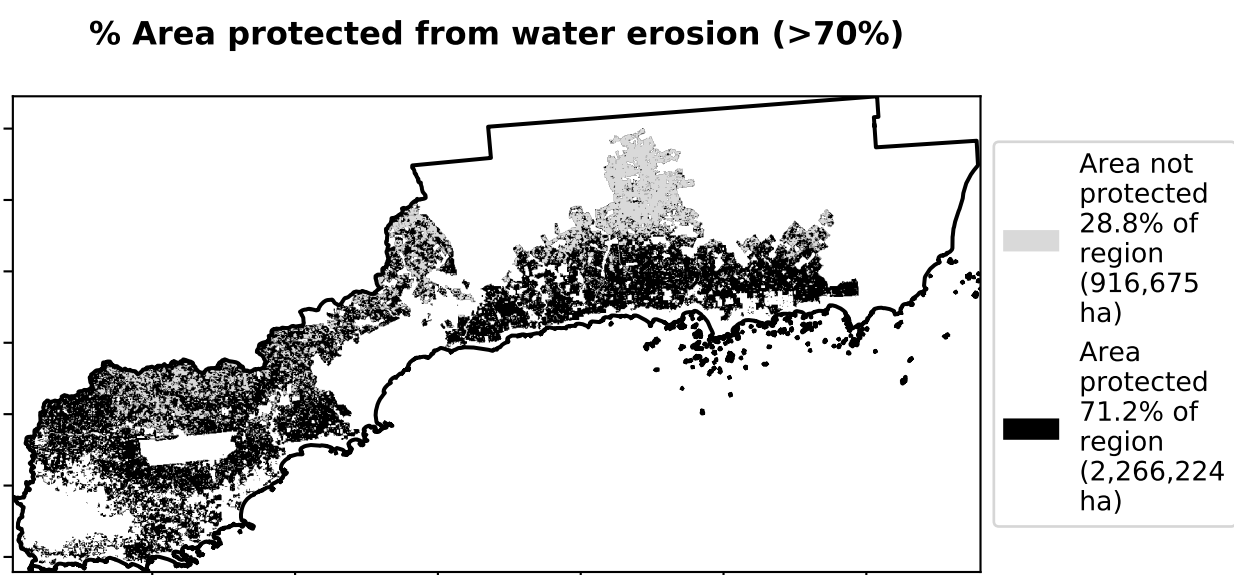 % Area protected from water erosion (>70%)
Area not
protected
28.8% of
region
(916,675
ha)
Area
protected
71.2% of
region
(2,266,224
ha)